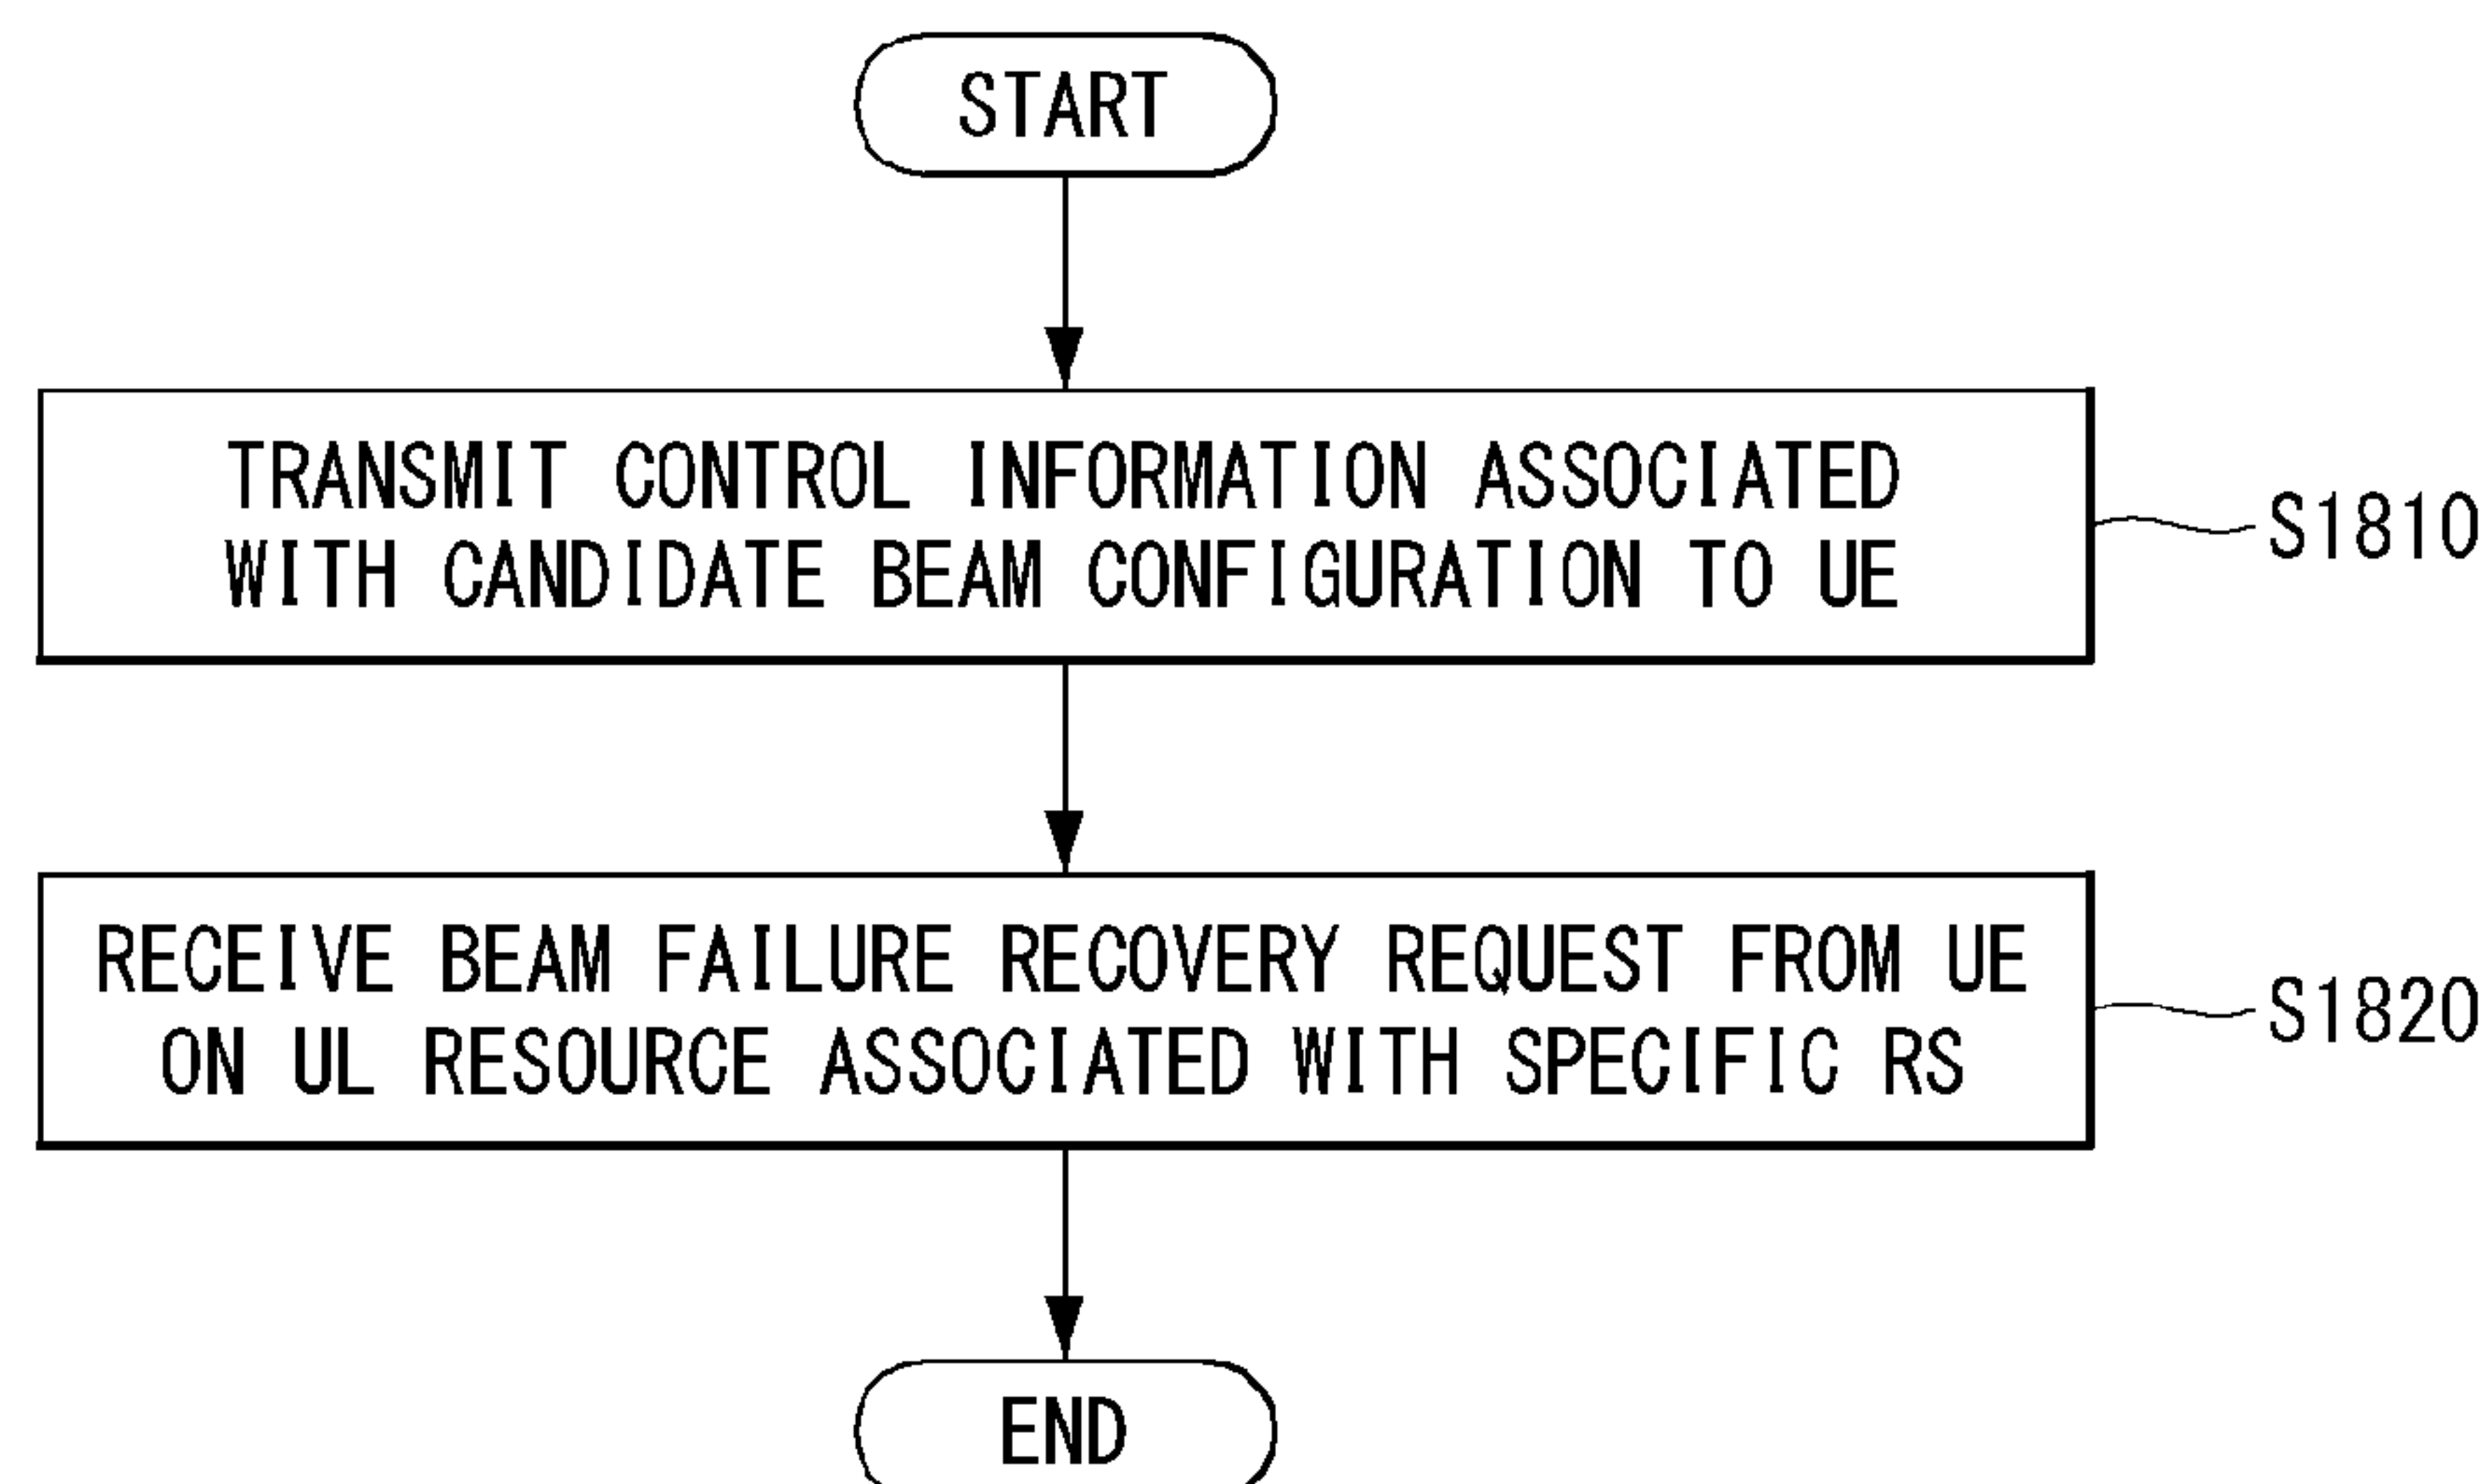 START
TRANSMIT CONTROL INFORMATION ASSOCIATED
WITH CANDIDATE BEAM CONFIGURATION TO UE
S1810
RECEIVE BEAM FAILURE RECOVERY REQUEST FROM UE
ON UL RESOURCE ASSOCIATED WITH SPECIFIC RS
S1820
END